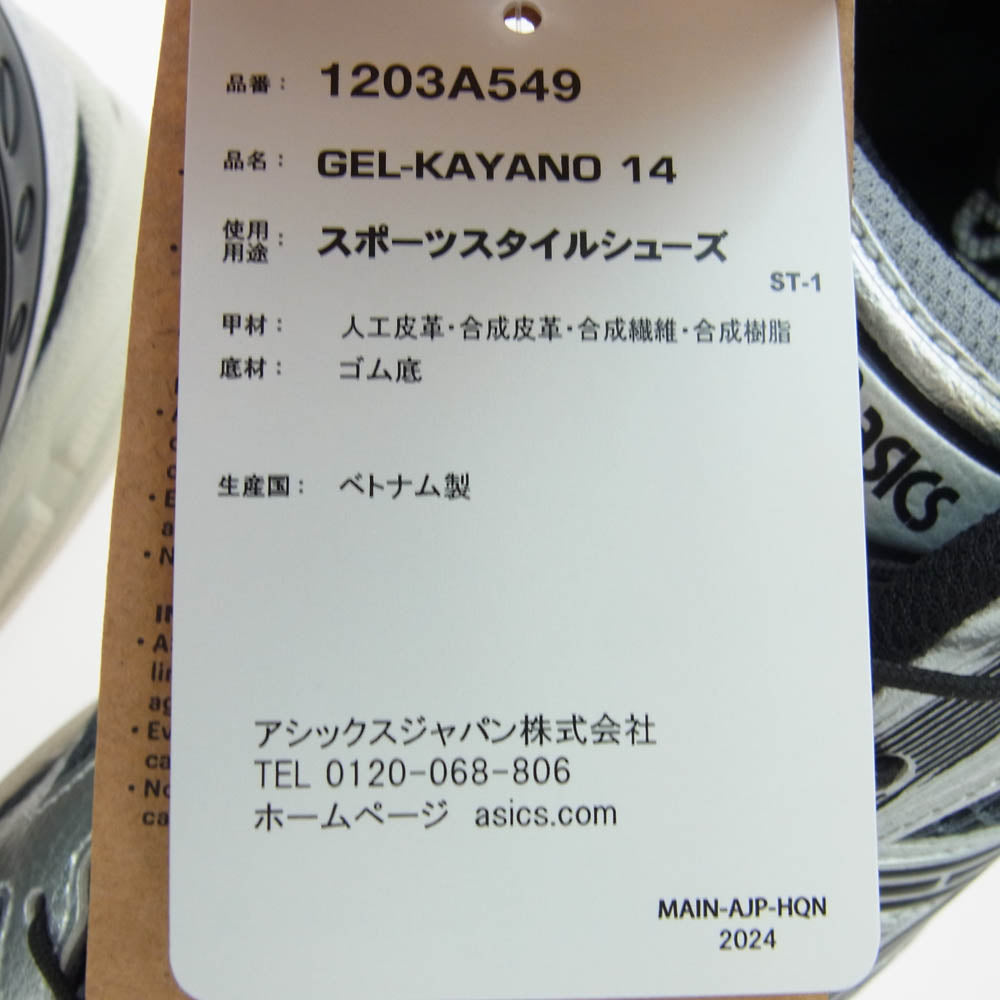 品番： 1203A549
品名： GEL-KAYANO 14
使用用途： スポーツスタイルシューズ
ST-1
甲材： 人工皮革・合成皮革・合成繊維・合成樹脂
底材： ゴム底
生産国： ベトナム製
アシックスジャパン株式会社
TEL 0120-068-806
ホームページ asics.com
MAIN-AJP-HQN
2024
asics